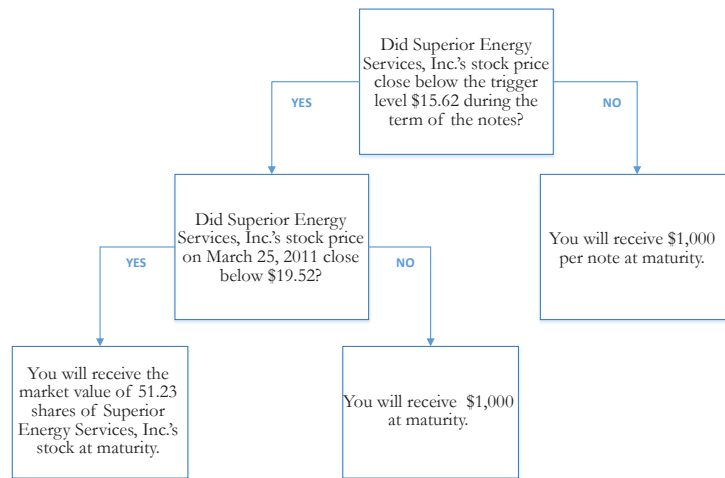 Did Superior Energy
Services, Inc.'s stock price
close below the trigger
level $15.62 during the
term of the notes?
YES
NO
Did Superior Energy
Services, Inc.'s stock price
on March 25, 2011 close
below $19.52?
You will receive $1,000
per note at maturity.
YES
NO
You will receive the
market value of 51.23
shares of Superior
Energy Services, Inc.'s
stock at maturity.
You will receive $1,000
at maturity.